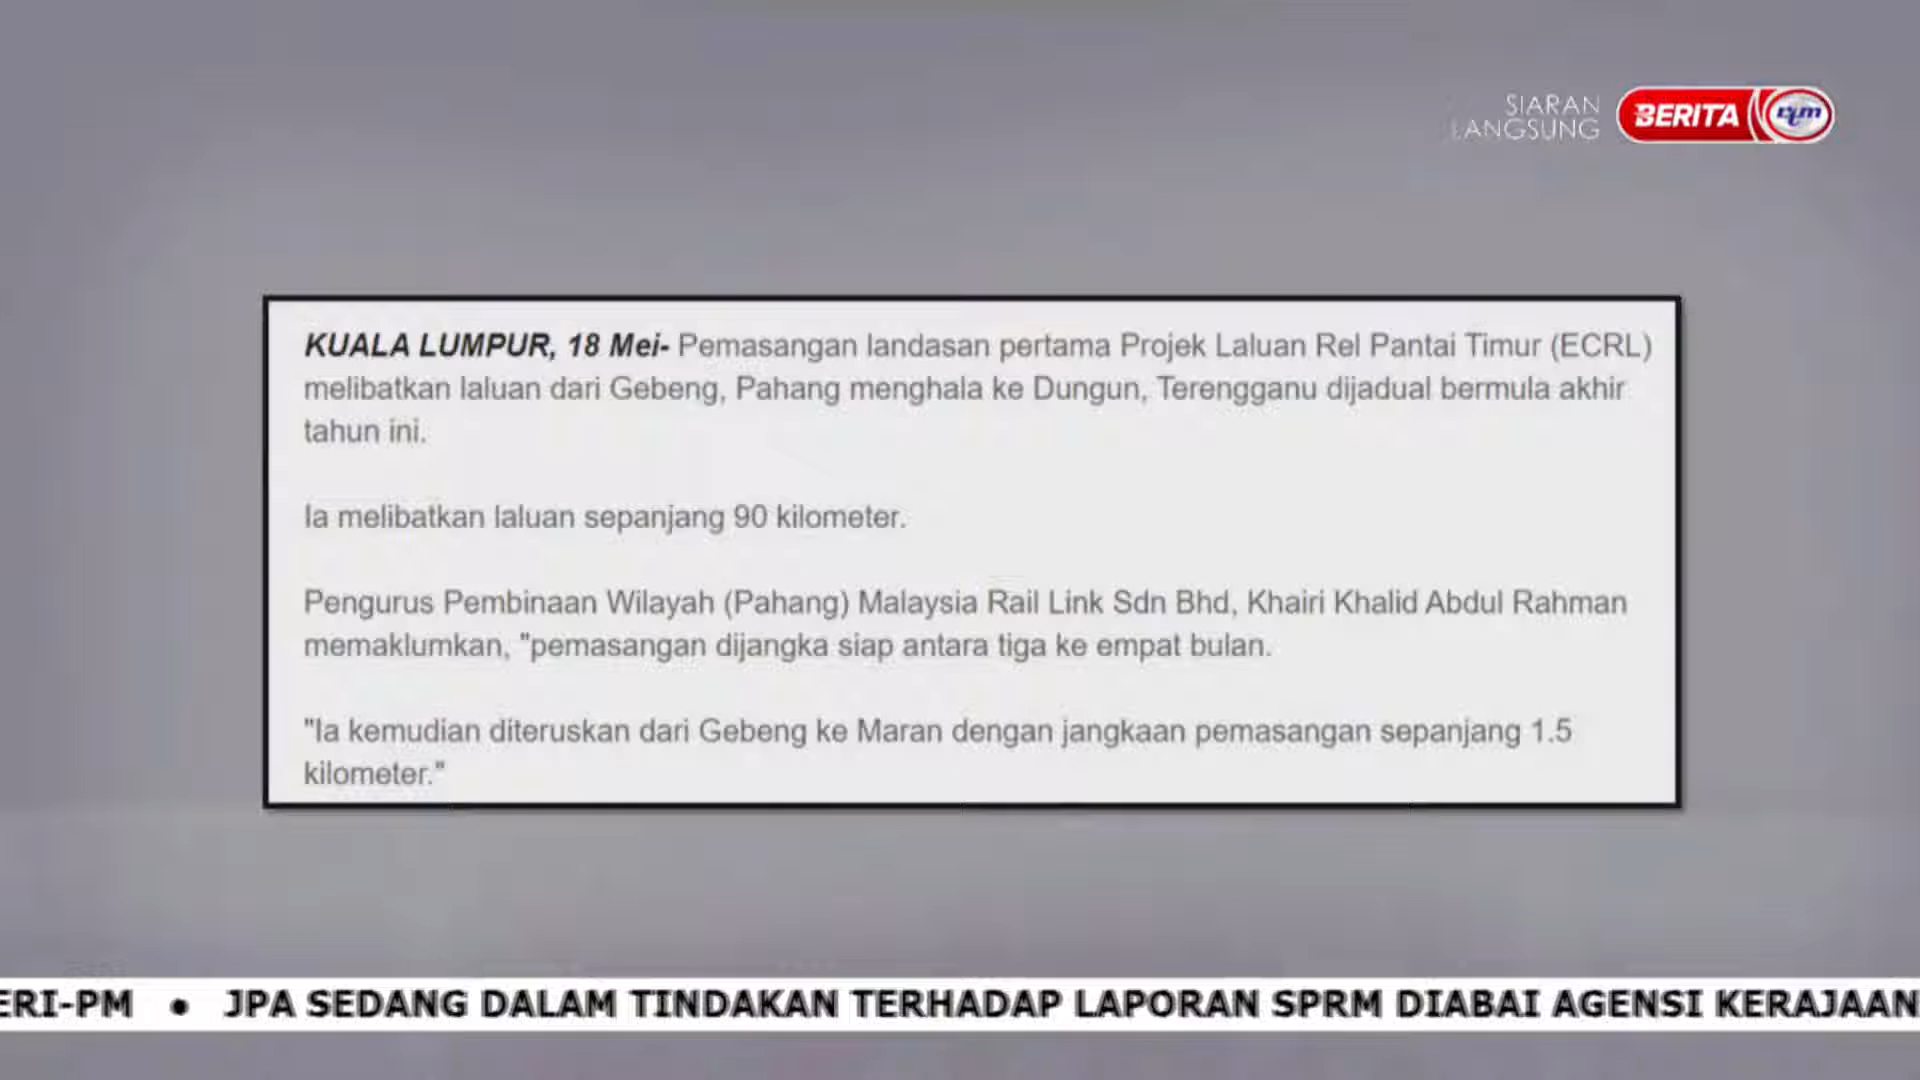 SIARAN
LANGSUNG
BERITA rtm
KUALA LUMPUR, 18 Mei- Pemasangan landasan pertama Projek Laluan Rel Pantai Timur (ECRL)
melibatkan laluan dari Gebeng, Pahang menghala ke Dungun, Terengganu dijadual bermula akhir
tahun ini.
Ia melibatkan laluan sepanjang 90 kilometer.
Pengurus Pembinaan Wilayah (Pahang) Malaysia Rail Link Sdn Bhd, Khairi Khalid Abdul Rahman
memaklumkan, "pemasangan dijangka siap antara tiga ke empat bulan.
"Ia kemudian diteruskan dari Gebeng ke Maran dengan jangkaan pemasangan sepanjang 1.5
kilometer."
ERI-PM • JPA SEDANG DALAM TINDAKAN TERHADAP LAPORAN SPRM DIABAI AGENSI KERAJAAN